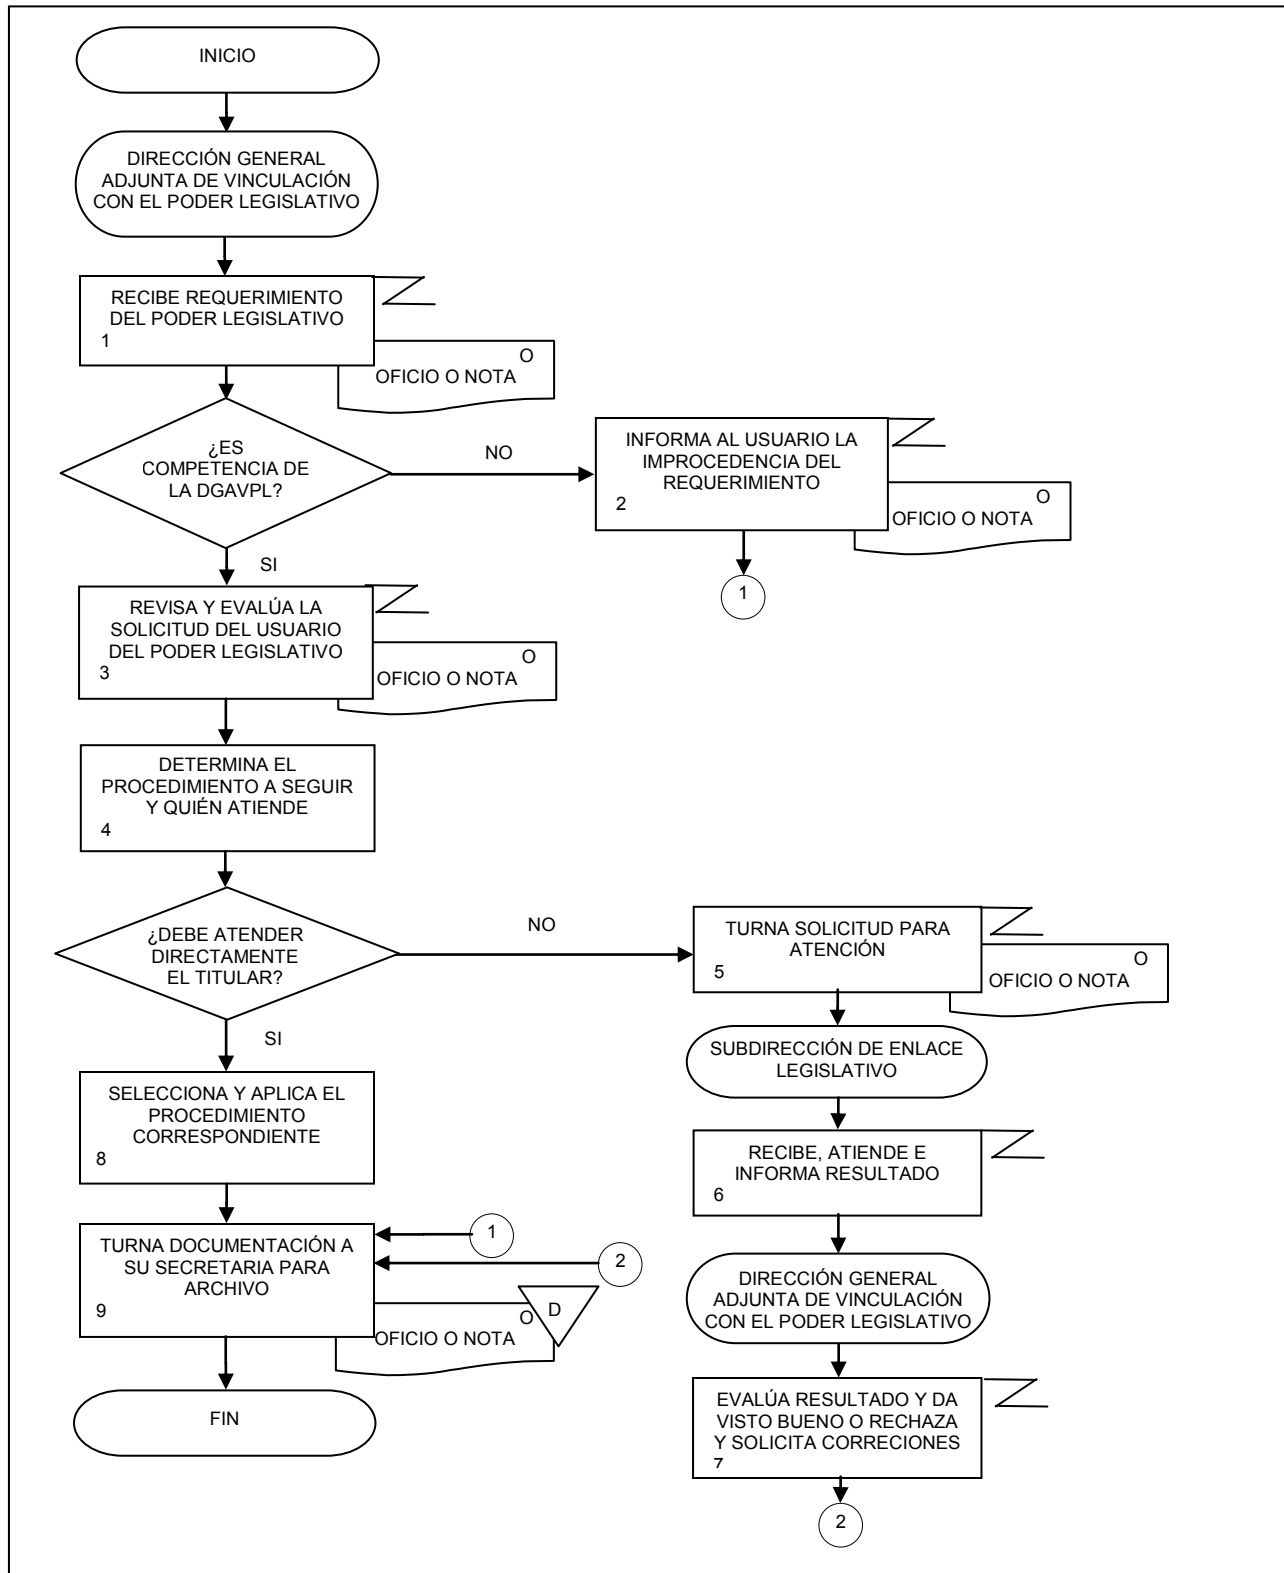 INICIO
DIRECCIÓN GENERAL
ADJUNTA DE VINCULACIÓN
CON EL PODER LEGISLATIVO
RECIBE REQUERIMIENTO
DEL PODER LEGISLATIVO
1
O
OFICIO O NOTA
¿ES
COMPETENCIA DE
LA DGAVPL?
NO
INFORMA AL USUARIO LA
IMPROCEDENCIA DEL
REQUERIMIENTO
2
O
OFICIO O NOTA
1
SI
REVISA Y EVALÚA LA
SOLICITUD DEL USUARIO
DEL PODER LEGISLATIVO
3
O
OFICIO O NOTA
DETERMINA EL
PROCEDIMIENTO A SEGUIR
Y QUIÉN ATIENDE
4
¿DEBE ATENDER
DIRECTAMENTE
EL TITULAR?
NO
TURNA SOLICITUD PARA
ATENCIÓN
5
O
OFICIO O NOTA
SUBDIRECCIÓN DE ENLACE
LEGISLATIVO
RECIBE, ATIENDE E
INFORMA RESULTADO
6
DIRECCIÓN GENERAL
ADJUNTA DE VINCULACIÓN
CON EL PODER LEGISLATIVO
EVALÚA RESULTADO Y DA
VISTO BUENO O RECHAZA
Y SOLICITA CORRECIONES
7
2
SI
SELECCIONA Y APLICA EL
PROCEDIMIENTO
CORRESPONDIENTE
8
TURNA DOCUMENTACIÓN A
SU SECRETARIA PARA
ARCHIVO
9
1
2
D
O
OFICIO O NOTA
FIN